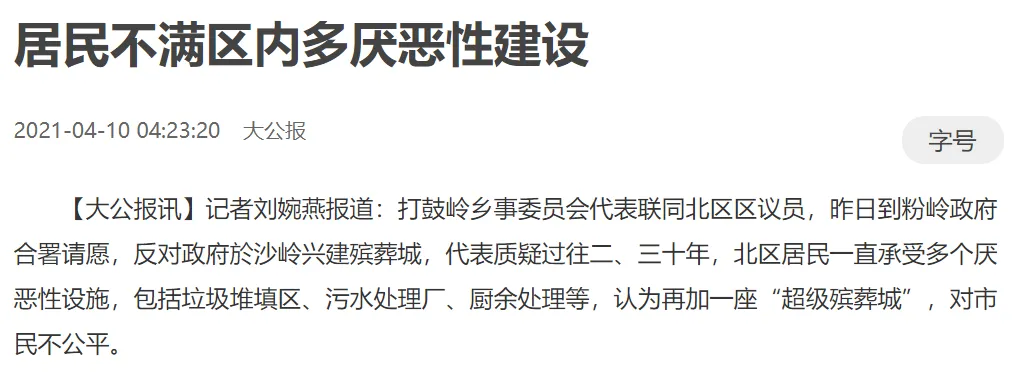 居民不满区内多厌恶性建设
2021-04-10 04:23:20 大公报
字号
【大公报讯】记者刘婉燕报道：打鼓岭乡事委员会代表联同北区区议员，昨日到粉岭政府
合署请愿，反对政府於沙岭兴建殡葬城，代表质疑过往二、三十年，北区居民一直承受多个厌
恶性设施，包括垃圾堆填区、污水处理厂、厨余处理等，认为再加一座“超级殡葬城”，对市
民不公平。